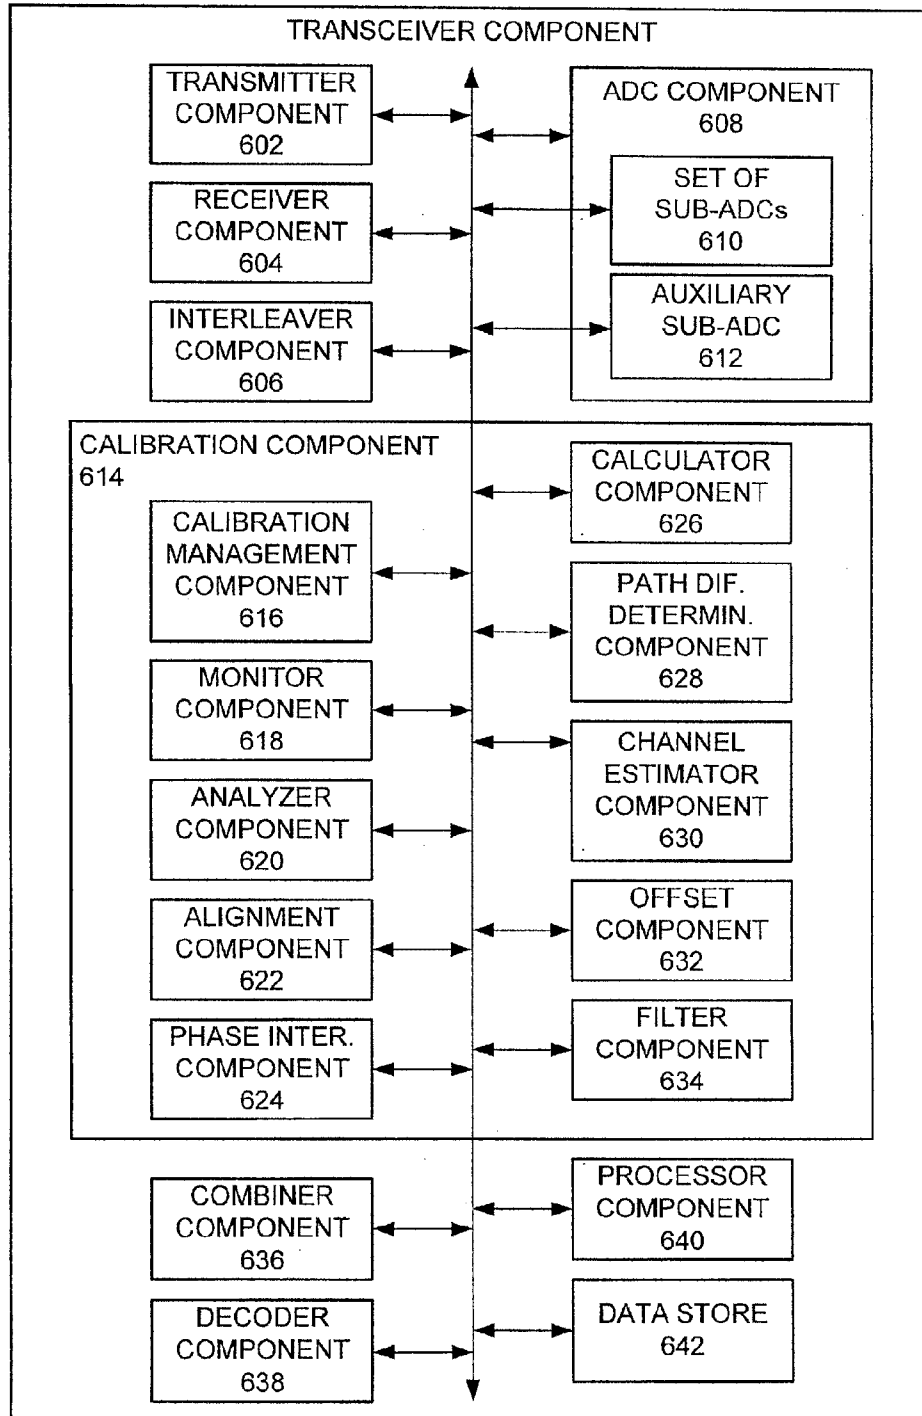 TRANSCEIVER COMPONENT
TRANSMITTER
COMPONENT
602
RECEIVER
COMPONENT
604
INTERLEAVER
COMPONENT
606
ADC COMPONENT
608
SET OF
SUB-ADCs
610
AUXILIARY
SUB-ADC
612
CALIBRATION COMPONENT
614
CALIBRATION
MANAGEMENT
COMPONENT
616
MONITOR
COMPONENT
618
ANALYZER
COMPONENT
620
ALIGNMENT
COMPONENT
622
PHASE INTER.
COMPONENT
624
CALCULATOR
COMPONENT
626
PATH DIF.
DETERMIN.
COMPONENT
628
CHANNEL
ESTIMATOR
COMPONENT
630
OFFSET
COMPONENT
632
FILTER
COMPONENT
634
COMBINER
COMPONENT
636
DECODER
COMPONENT
638
PROCESSOR
COMPONENT
640
DATA STORE
642